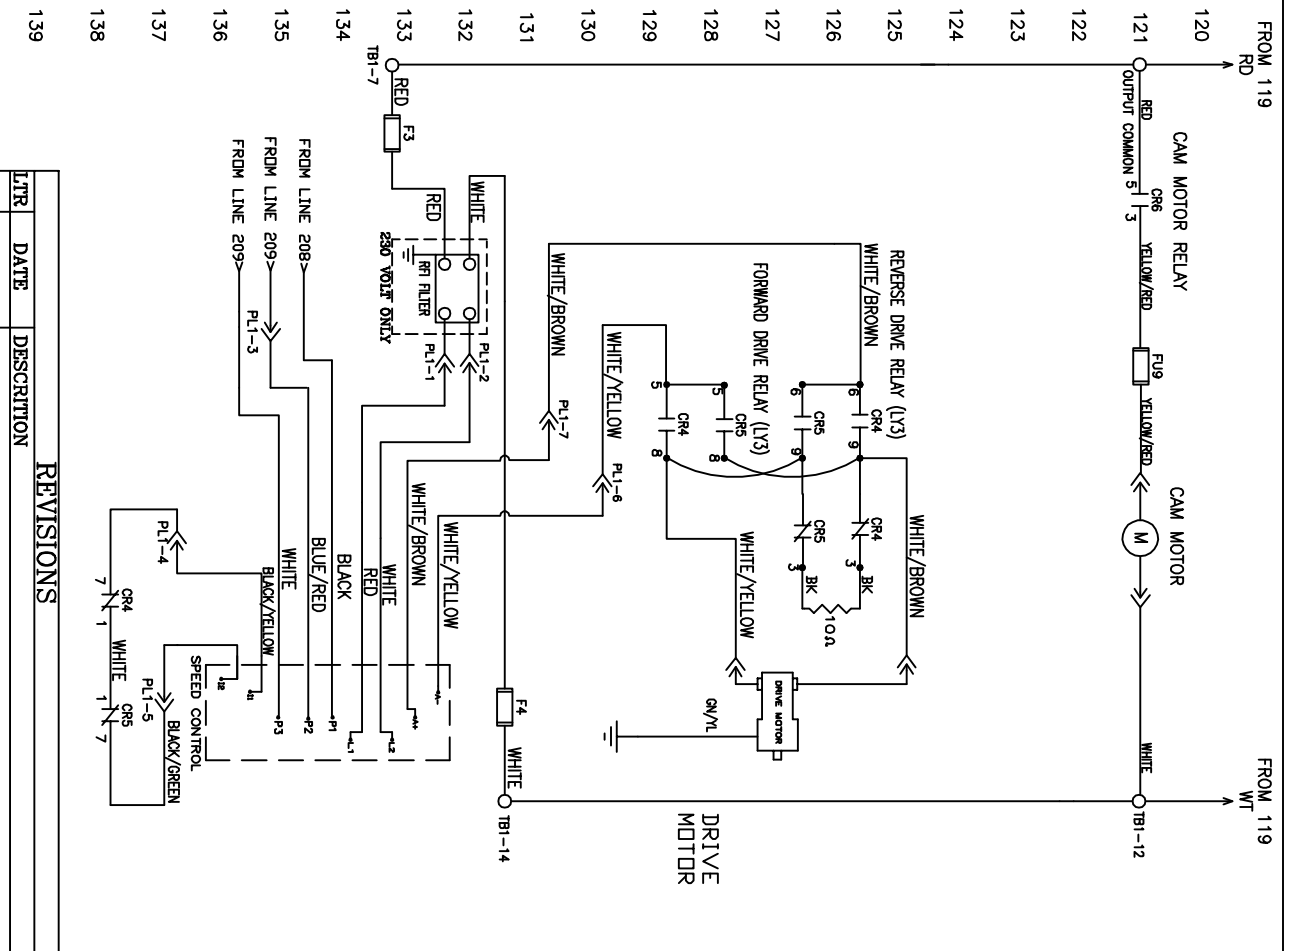 FROM 119
RD
FROM 119
WT
120
121
122
123
124
125
126
127
128
129
130
131
132
133
134
135
136
137
138
139
CAM MOTOR RELAY
CAM MOTOR
RED
OUTPUT COMMON
5
CR6
3
YELLOW/RED
FU9
YELLOW/RED
M
WHITE
TB1-12
REVERSE DRIVE RELAY (LY3)
WHITE/BROWN
6
CR4
9
CR4
3
BK
WHITE/BROWN
6
CR5
9
CR5
3
BK
10Ω
FORWARD DRIVE RELAY (LY3)
5
CR5
8
5
CR4
8
WHITE/YELLOW
WHITE/YELLOW
DRIVE MOTOR
GN/YL
DRIVE
MOTOR
PL1-6
WHITE/BROWN
PL1-7
TB1-7
RED
F3
RED
WHITE
RFI FILTER
230 VOLT ONLY
PL1-2
PL1-1
F4
WHITE
TB1-14
WHITE/YELLOW
A-
WHITE/BROWN
A+
WHITE
L2
RED
L1
FROM LINE 208>
BLACK
P1
FROM LINE 209>
PL1-3
BLUE/RED
P2
FROM LINE 209>
WHITE
P3
BLACK/YELLOW
I1
I2
SPEED CONTROL
PL1-4
PL1-5
BLACK/GREEN
7
CR4
1
WHITE
1
CR5
7
REVISIONS
LTR
DATE
DESCRITION